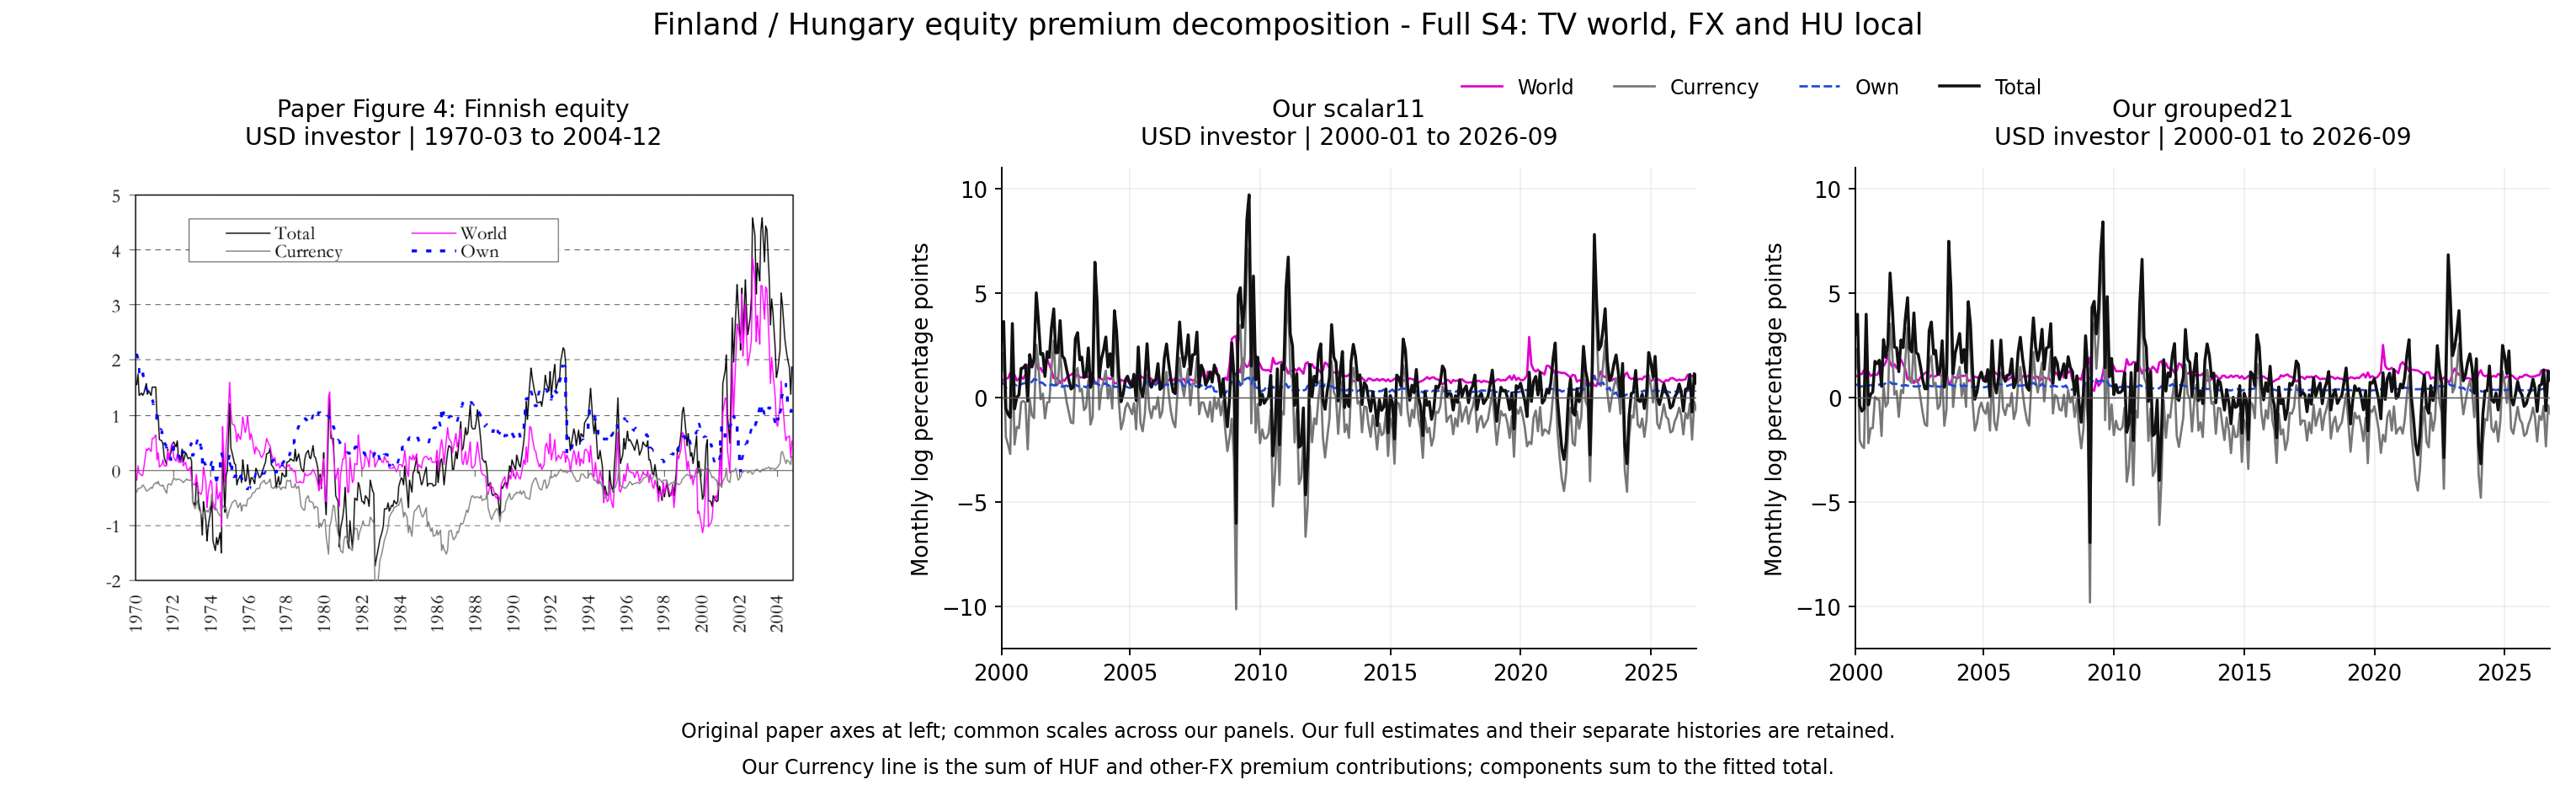 Finland / Hungary equity premium decomposition - Full S4: TV world, FX and HU local
World
Currency
Own
Total
Paper Figure 4: Finnish equity
USD investor | 1970-03 to 2004-12
5
4
3
2
1
0
-1
-2
Total
World
Currency
Own
1970
1972
1974
1976
1978
1980
1982
1984
1986
1988
1990
1992
1994
1996
1998
2000
2002
2004
Our scalar11
USD investor | 2000-01 to 2026-09
Monthly log percentage points
10
5
0
−5
−10
2000
2005
2010
2015
2020
2025
Our grouped21
USD investor | 2000-01 to 2026-09
Monthly log percentage points
10
5
0
−5
−10
2000
2005
2010
2015
2020
2025
Original paper axes at left; common scales across our panels. Our full estimates and their separate histories are retained.
Our Currency line is the sum of HUF and other-FX premium contributions; components sum to the fitted total.